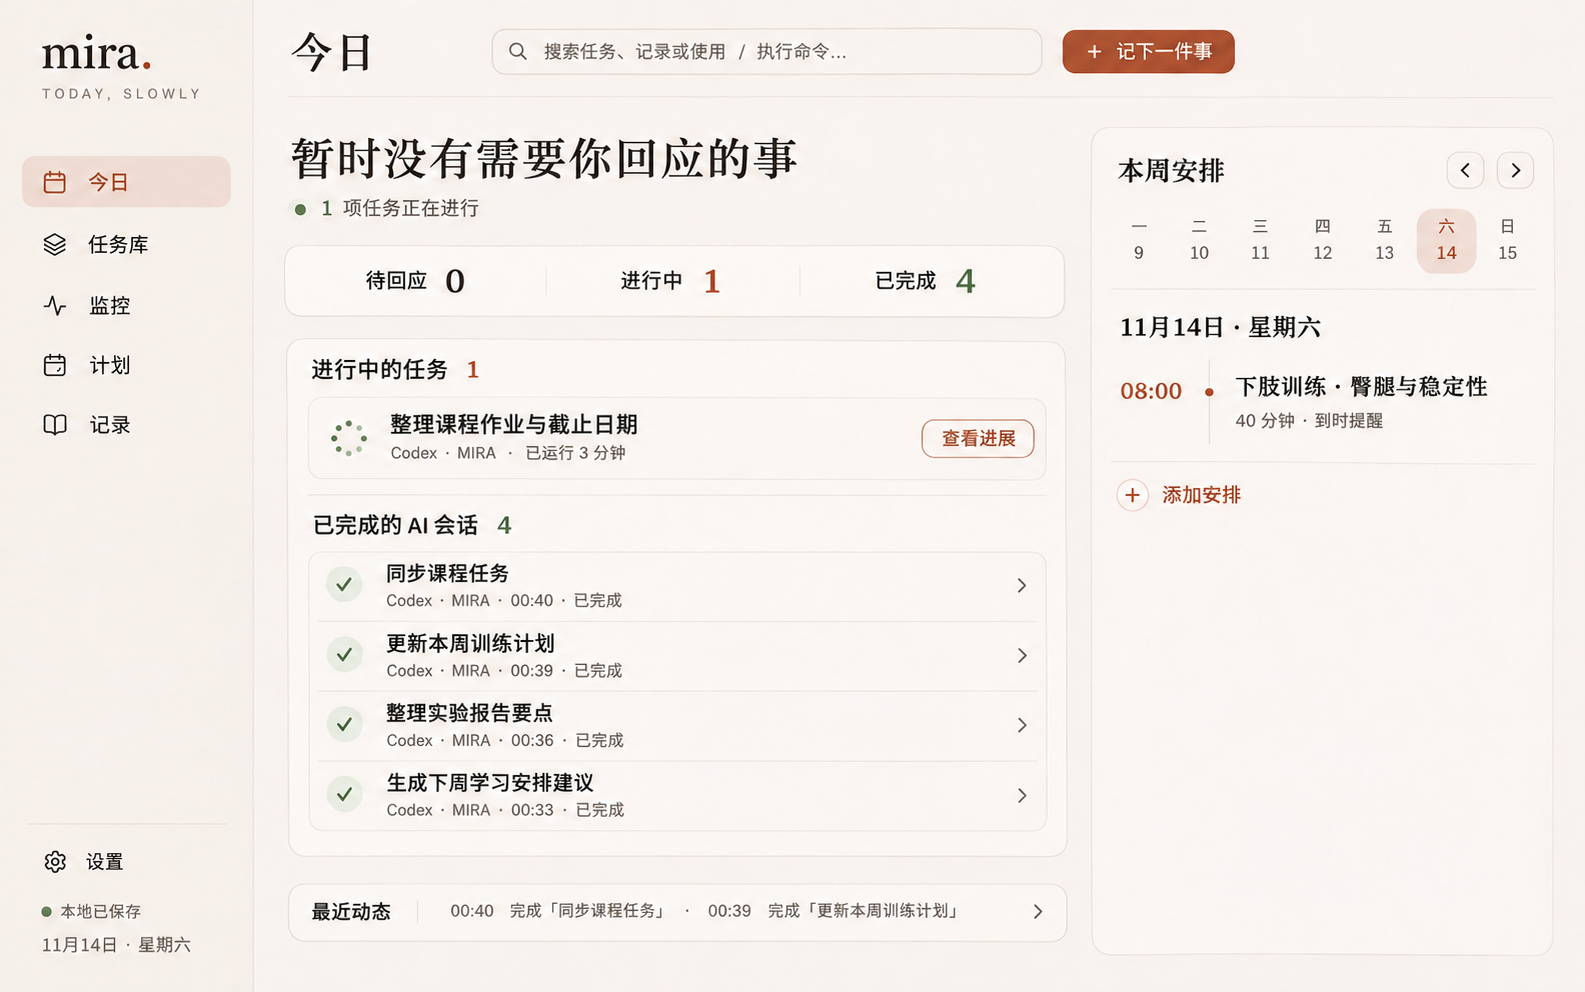 mira.
TODAY, SLOWLY
今日
任务库
监控
计划
记录
设置
本地已保存
11月14日 · 星期六
今日
搜索任务、记录或使用 / 执行命令...
+ 记下一件事
暂时没有需要你回应的事
1 项任务正在进行
待回应 0
进行中 1
已完成 4
进行中的任务 1
整理课程作业与截止日期
Codex · MIRA · 已运行 3 分钟
查看进展
已完成的 AI 会话 4
同步课程任务
Codex · MIRA · 00:40 · 已完成
更新本周训练计划
Codex · MIRA · 00:39 · 已完成
整理实验报告要点
Codex · MIRA · 00:36 · 已完成
生成下周学习安排建议
Codex · MIRA · 00:33 · 已完成
最近动态 00:40 完成「同步课程任务」 · 00:39 完成「更新本周训练计划」
本周安排
一 二 三 四 五 六 日
9 10 11 12 13 14 15
11月14日 · 星期六
08:00 下肢训练 · 臀腿与稳定性
40 分钟 · 到时提醒
+ 添加安排